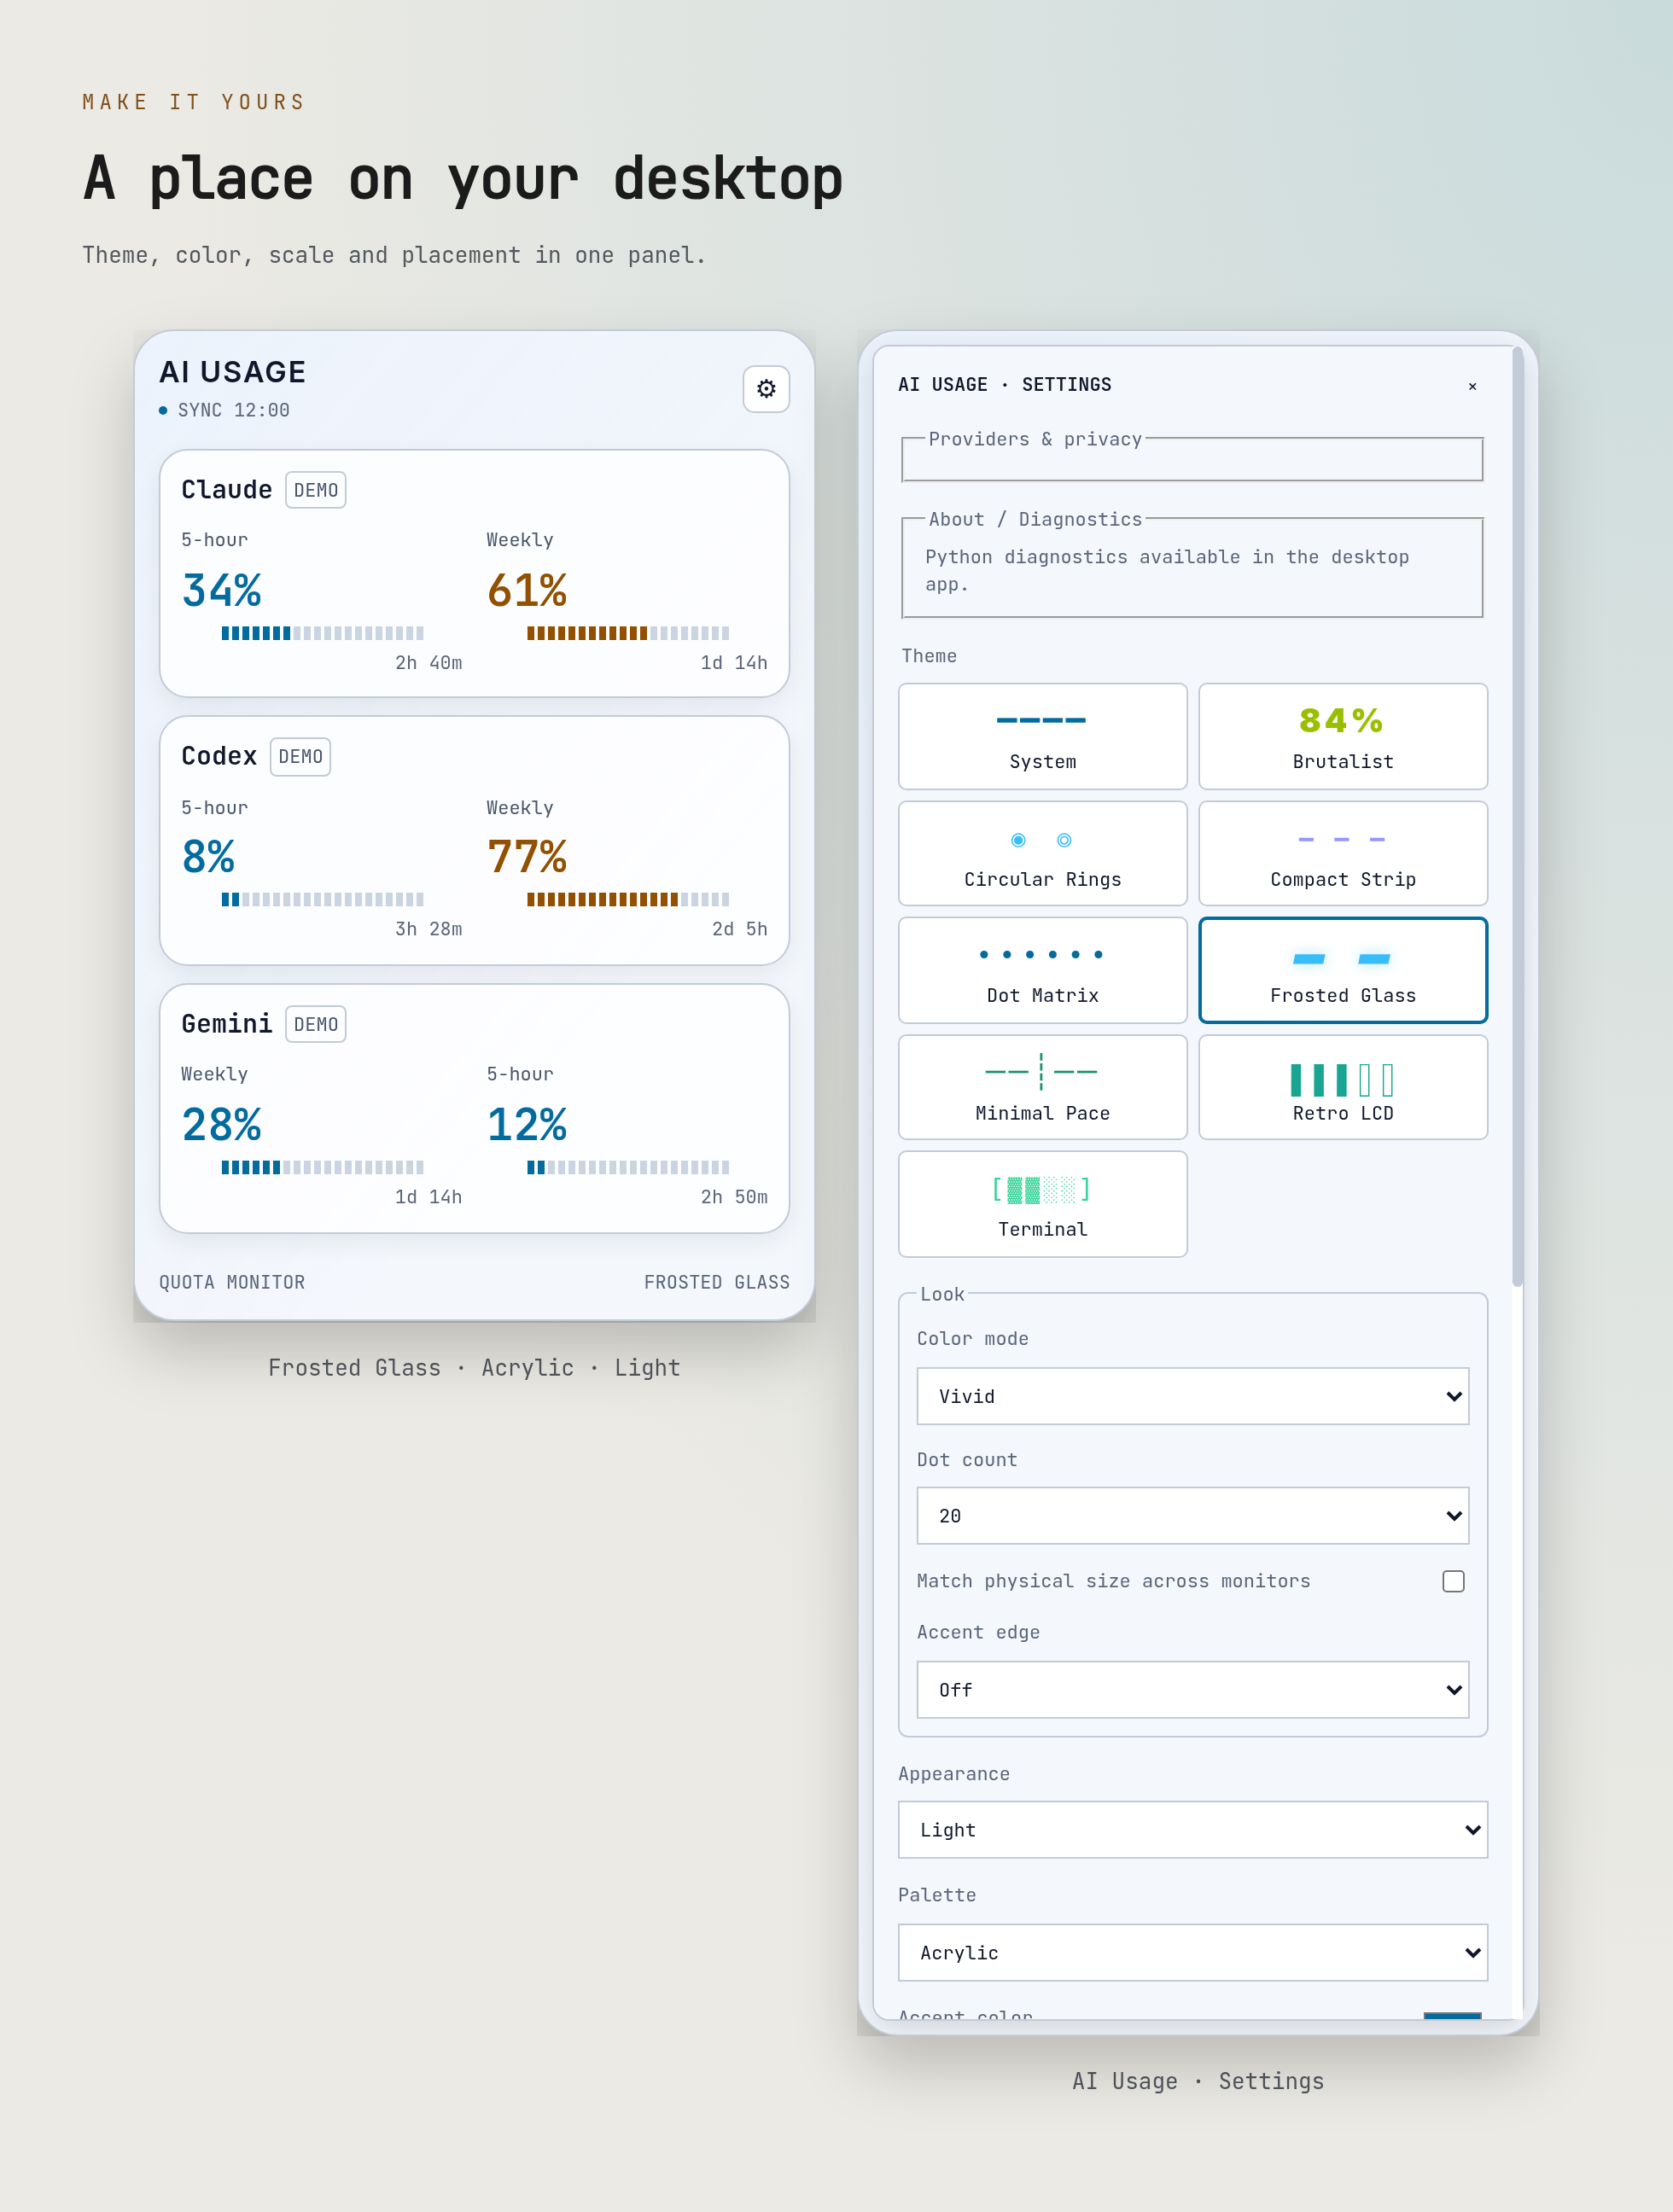 MAKE IT YOURS
A place on your desktop
Theme, color, scale and placement in one panel.
AI USAGE
SYNC 12:00
Claude DEMO
5-hour Weekly
34% 61%
2h 40m 1d 14h
Codex DEMO
5-hour Weekly
8% 77%
3h 28m 2d 5h
Gemini DEMO
Weekly 5-hour
28% 12%
1d 14h 2h 50m
QUOTA MONITOR FROSTED GLASS
Frosted Glass · Acrylic · Light
AI USAGE · SETTINGS ×
Providers & privacy
About / Diagnostics
Python diagnostics available in the desktop
app.
Theme
System
84%
Brutalist
Circular Rings
Compact Strip
Dot Matrix
Frosted Glass
Minimal Pace
Retro LCD
Terminal
Look
Color mode
Vivid
Dot count
20
Match physical size across monitors
Accent edge
Off
Appearance
Light
Palette
Acrylic
Accent color
AI Usage · Settings